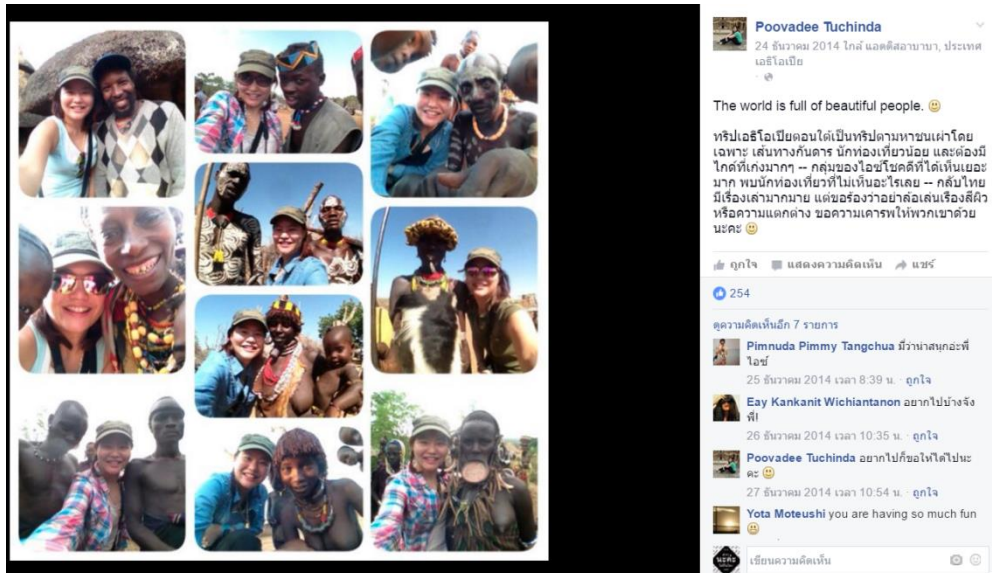 Poovadee Tuchinda
24 ธันวาคม 2014 ใกล้ แอดดิสอาบาบา, ประเทศ
เอธิโอเปีย
The world is full of beautiful people.
ทริปเอธิโอเปียตอนใต้เป็นทริปตามหาชนเผ่าโดย
เฉพาะ เส้นทางกันดาร นักท่องเที่ยวน้อย และต้องมี
ไกด์ที่เก่งมากๆ -- กลุ่มของไอซ์โชคดีที่ได้เห็นเยอะ
มาก พบนักท่องเที่ยวที่ไม่เห็นอะไรเลย -- กลับไทย
มีเรื่องเล่ามากมาย แต่ขอร้องว่าอย่าล้อเล่นเรื่องสีผิว
หรือความแตกต่าง ขอความเคารพให้พวกเขาด้วย
นะคะ
ถูกใจ แสดงความคิดเห็น แชร์
254
ดูความคิดเห็นอีก 7 รายการ
Pimnuda Pimmy Tangchua มีว่าน่าสนุกอะพี่
ไอซ์
25 ธันวาคม 2014 เวลา 8:39 น. · ถูกใจ
Eay Kankanit Wichiantanon อยากไปบ้างจัง
พี่!
26 ธันวาคม 2014 เวลา 10:35 น. · ถูกใจ
Poovadee Tuchinda อยากไปก็ขอให้ได้ไปนะ
คะ
27 ธันวาคม 2014 เวลา 10:54 น. · ถูกใจ
Yota Moteushi you are having so much fun
เขียนความคิดเห็น